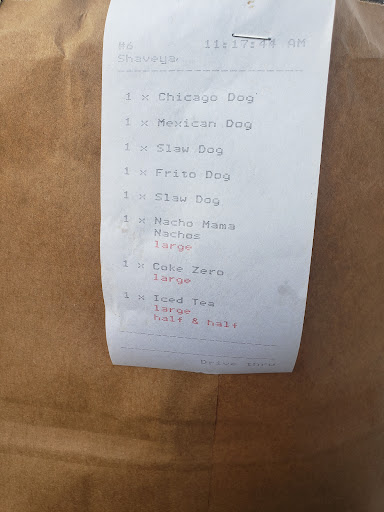 #6 11:17:44 AM
Shaveya
1 x Chicago Dog
1 x Mexican Dog
1 x Slaw Dog
1 x Frito Dog
1 x Slaw Dog
1 x Nacho Mama
Nachos
large
1 x Coke Zero
large
1 x Iced Tea
large
half & half
Drive thru